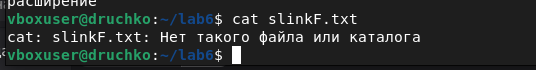 расширение
vboxuser@druchko:~/lab6$ cat slinkF.txt
cat: slinkF.txt: Нет такого файла или каталога
vboxuser@druchko:~/lab6$